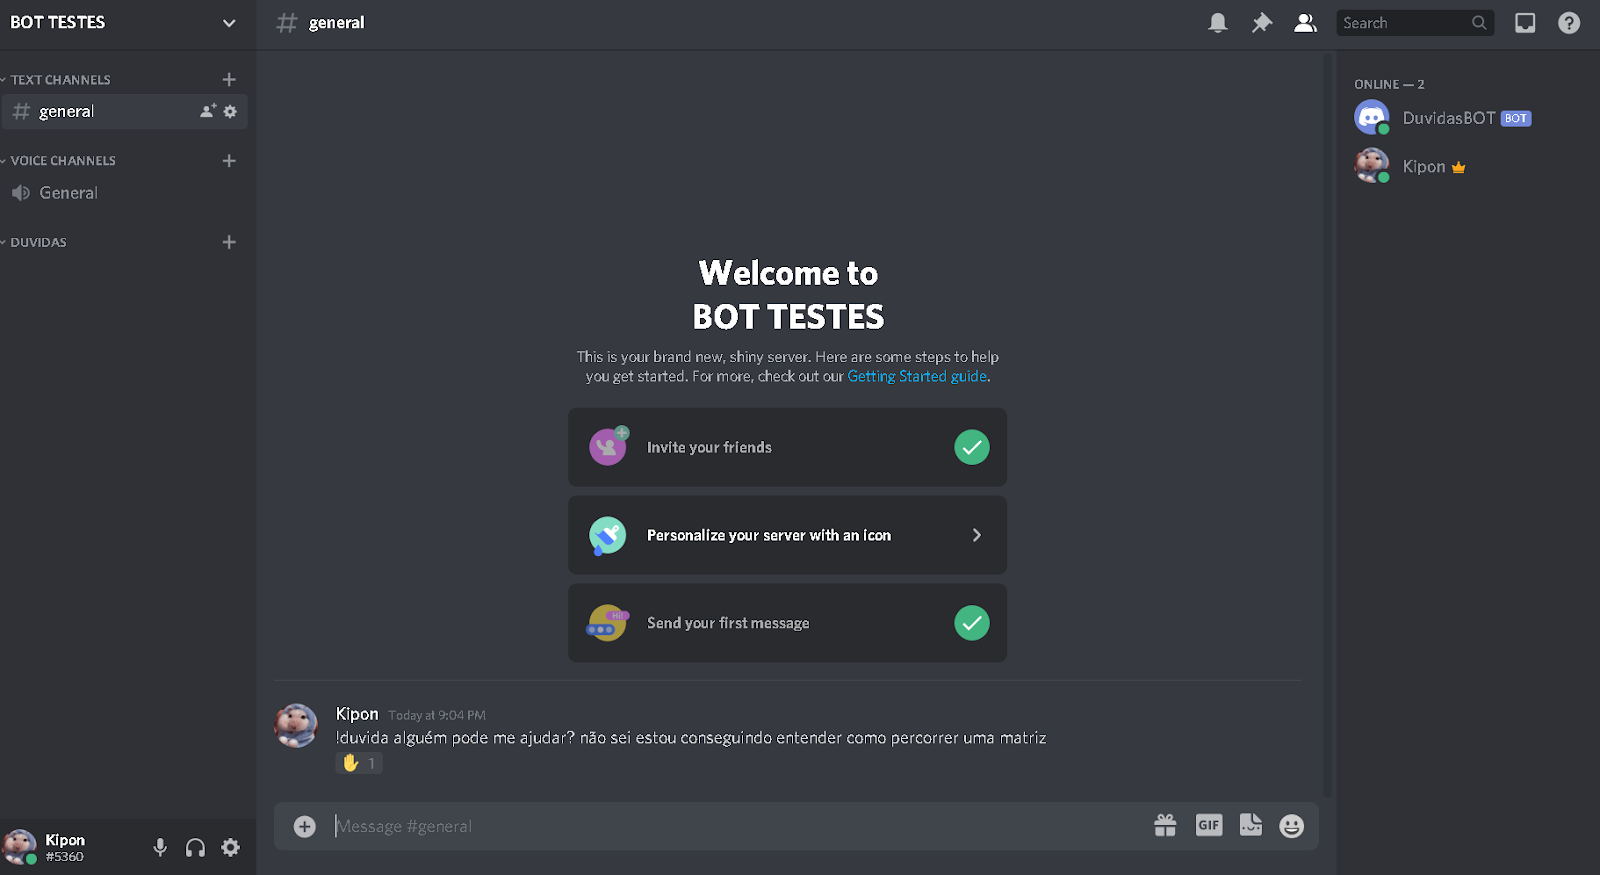 BOT TESTES
TEXT CHANNELS
general
VOICE CHANNELS
General
DUVIDAS
Kipon
#5360
general
Search
Welcome to
BOT TESTES
This is your brand new, shiny server. Here are some steps to help
you get started. For more, check out our Getting Started guide.
Invite your friends
Personalize your server with an icon
Hi!
Send your first message
Kipon Today at 9:04 PM
!duvida alguém pode me ajudar? não sei estou conseguindo entender como percorrer uma matriz
1
Message #general
GIF
ONLINE — 2
DuvidasBOT BOT
Kipon